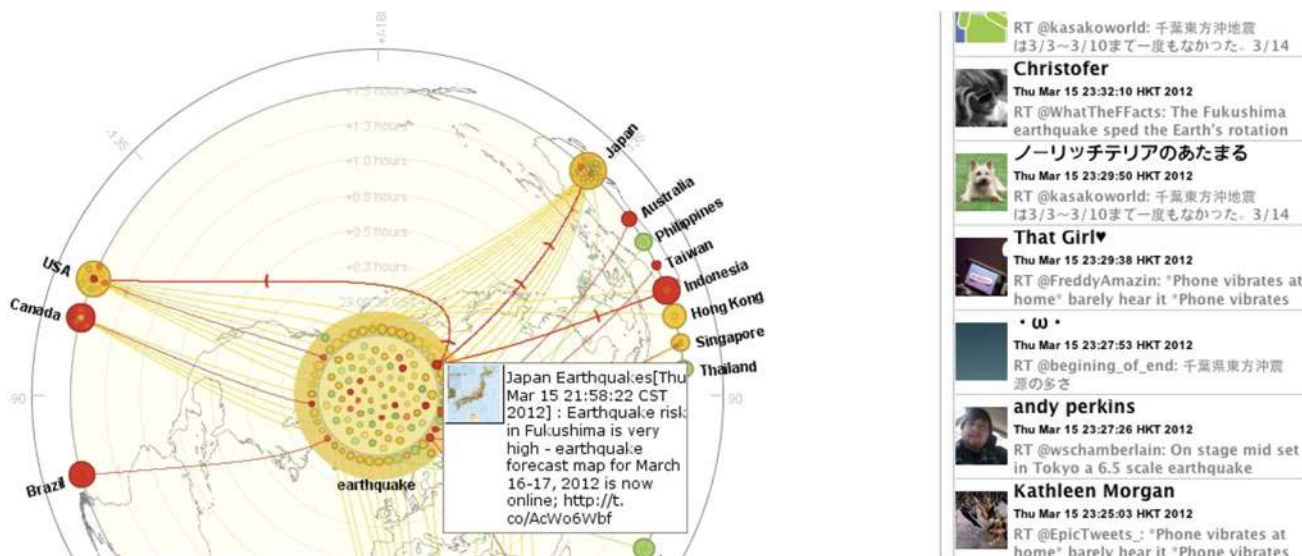 +/-180
-135
135
+1.5 hours
+1.3 hours
+1.0 hours
+0.8 hours
+0.5 hours
+0.3 hours
-90
90
Japan
Australia
Philippines
Taiwan
Indonesia
Hong Kong
Singapore
Thailand
USA
Canada
Brazil
earthquake
Japan Earthquakes[Thu
Mar 15 21:58:22 CST
2012] : Earthquake risk
in Fukushima is very
high - earthquake
forecast map for March
16-17, 2012 is now
online; http://t.
co/AcWo6Wbf
RT @kasakoworld: 千葉東方沖地震
は3/3~3/10まで一度もなかった。3/14
Christofer
Thu Mar 15 23:32:10 HKT 2012
RT @WhatTheFFacts: The Fukushima
earthquake sped the Earth's rotation
ノーリッチテリアのあたまる
Thu Mar 15 23:29:50 HKT 2012
RT @kasakoworld: 千葉東方沖地震
は3/3~3/10まで一度もなかった。3/14
That Girl♥
Thu Mar 15 23:29:38 HKT 2012
RT @FreddyAmazin: *Phone vibrates at
home* barely hear it *Phone vibrates
・ω・
Thu Mar 15 23:27:53 HKT 2012
RT @begining_of_end: 千葉県東方沖震
源の多さ
andy perkins
Thu Mar 15 23:27:26 HKT 2012
RT @wschamberlain: On stage mid set
in Tokyo a 6.5 scale earthquake
Kathleen Morgan
Thu Mar 15 23:25:03 HKT 2012
RT @EpicTweets_: *Phone vibrates at
home* barely hear it *Phone vibrates